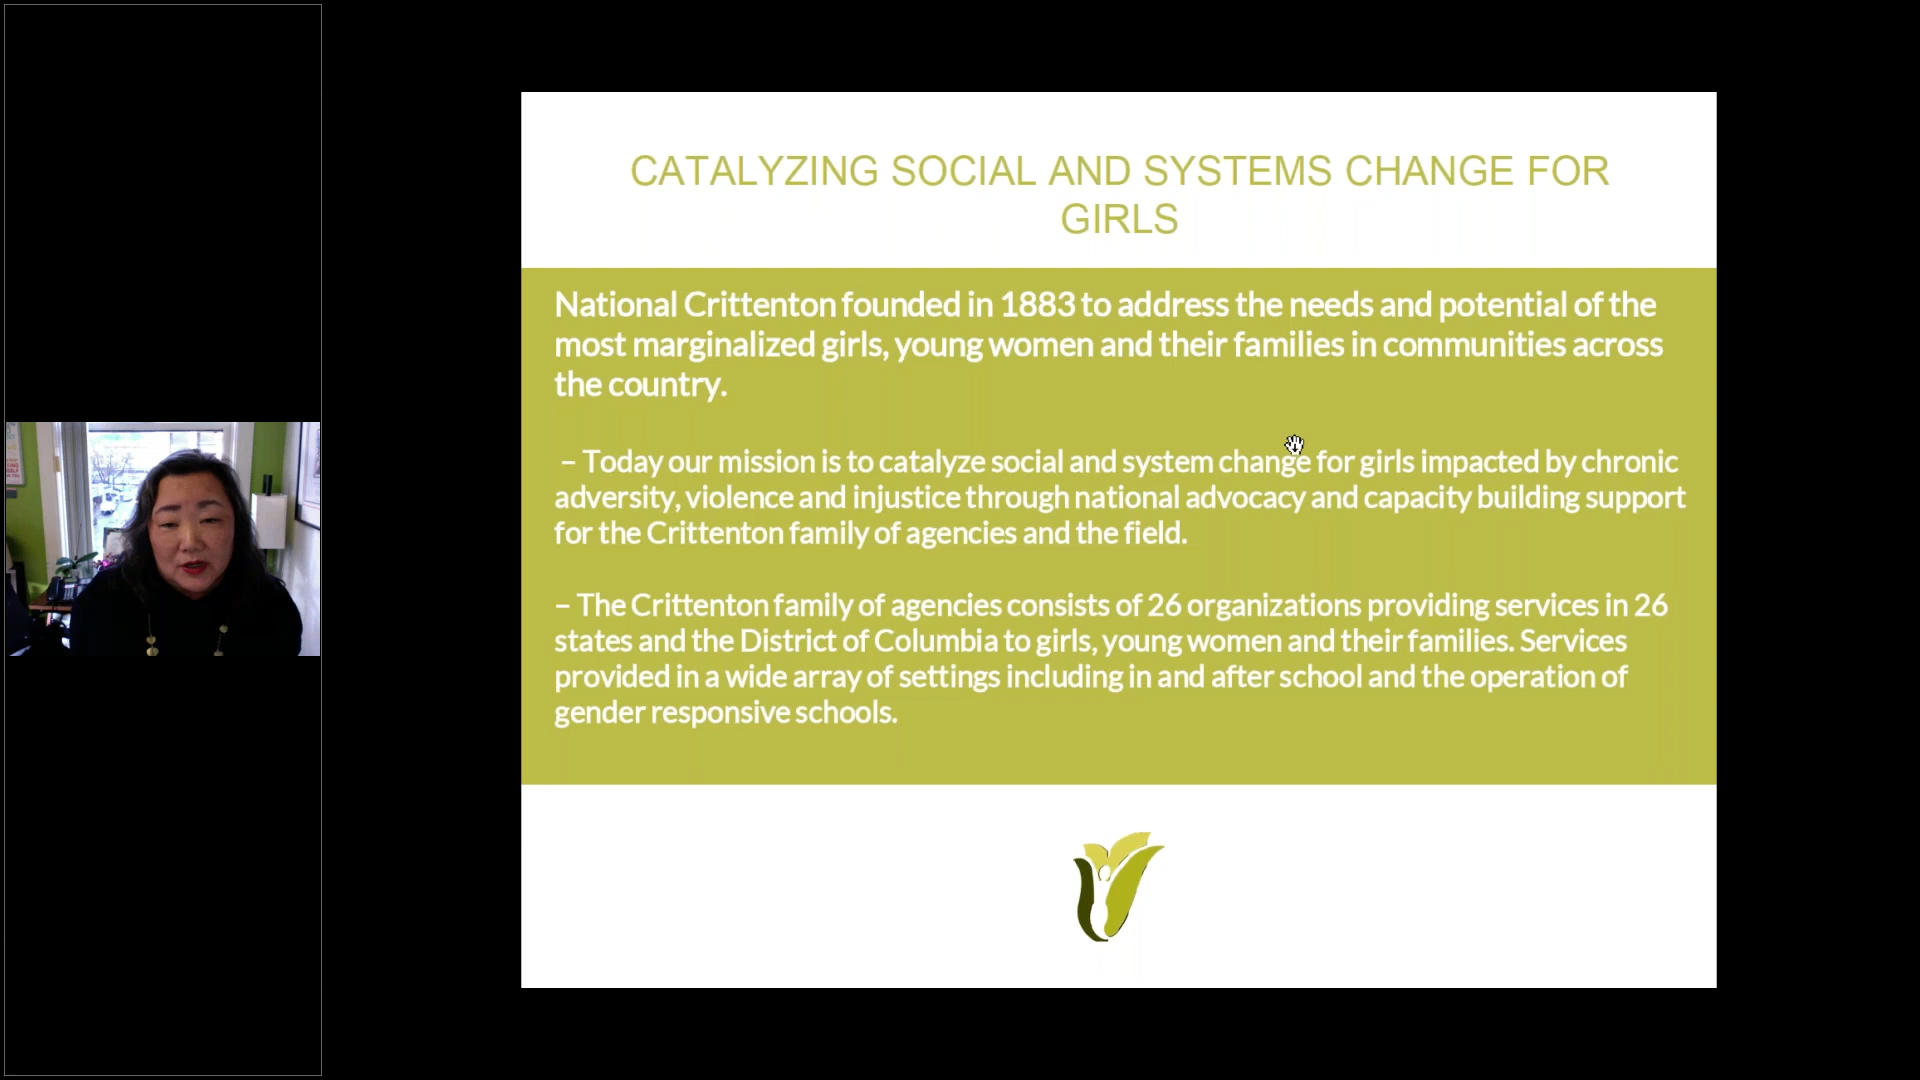 CATALYZING SOCIAL AND SYSTEMS CHANGE FOR
GIRLS
National Crittenton founded in 1883 to address the needs and potential of the
most marginalized girls, young women and their families in communities across
the country.
– Today our mission is to catalyze social and system change for girls impacted by chronic
adversity, violence and injustice through national advocacy and capacity building support
for the Crittenton family of agencies and the field.
– The Crittenton family of agencies consists of 26 organizations providing services in 26
states and the District of Columbia to girls, young women and their families. Services
provided in a wide array of settings including in and after school and the operation of
gender responsive schools.